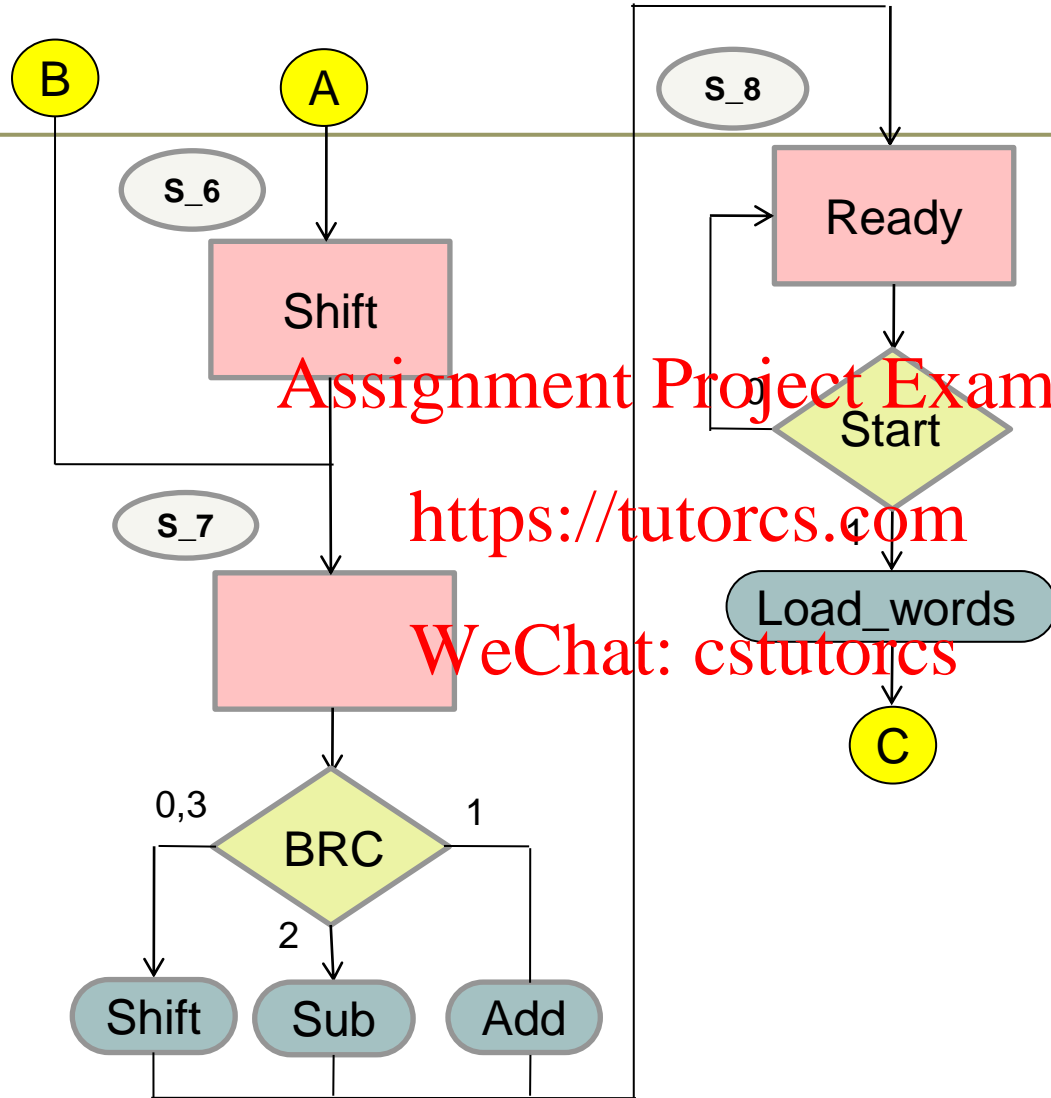 B
A
S_6
Shift
S_7
0,3
BRC
1
2
Shift
Sub
Add
S_8
Ready
0
Start
1
Load_words
C
Assignment Project Exam
https://tutorcs.com
WeChat: cstutorcs